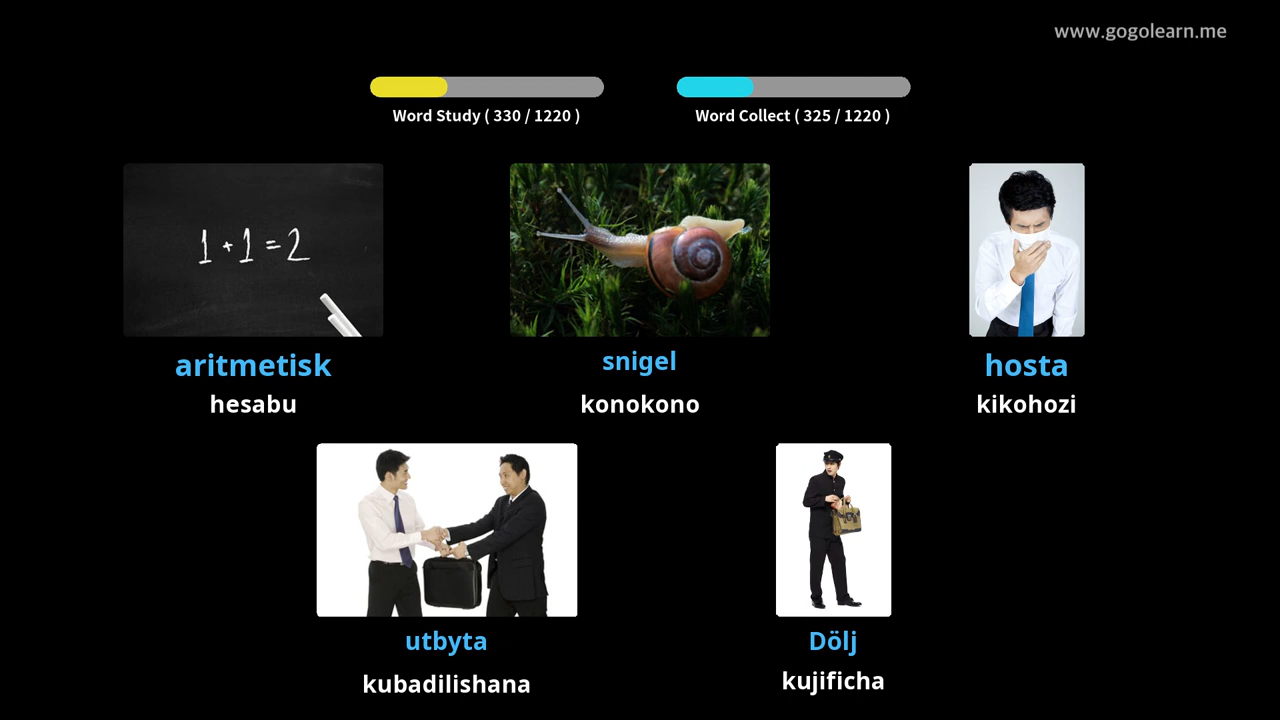 www.gogolearn.me
Word Study ( 330 / 1220 )
Word Collect ( 325 / 1220 )
1 + 1 = 2
aritmetisk
hesabu
snigel
konokono
hosta
kikohozi
utbyta
kubadilishana
Dölj
kujificha